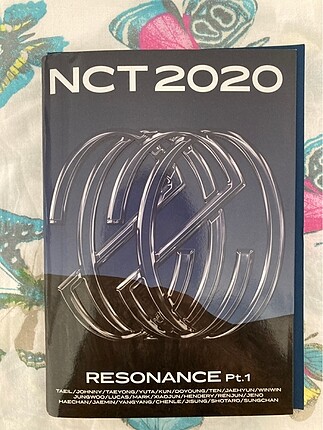 NCT 2020
RESONANCE Pt.1
TAEIL/JOHNNY/TAEYONG/YUTA/KUN/DOYOUNG/TEN/JAEHYUN/WINWIN
JUNGWOO/LUCAS/MARK/XIAOJUN/HENDERY/RENJUN/JENO
HAECHAN/JAEMIN/YANGYANG/CHENLE/JISUNG/SHOTARO/SUNGCHAN